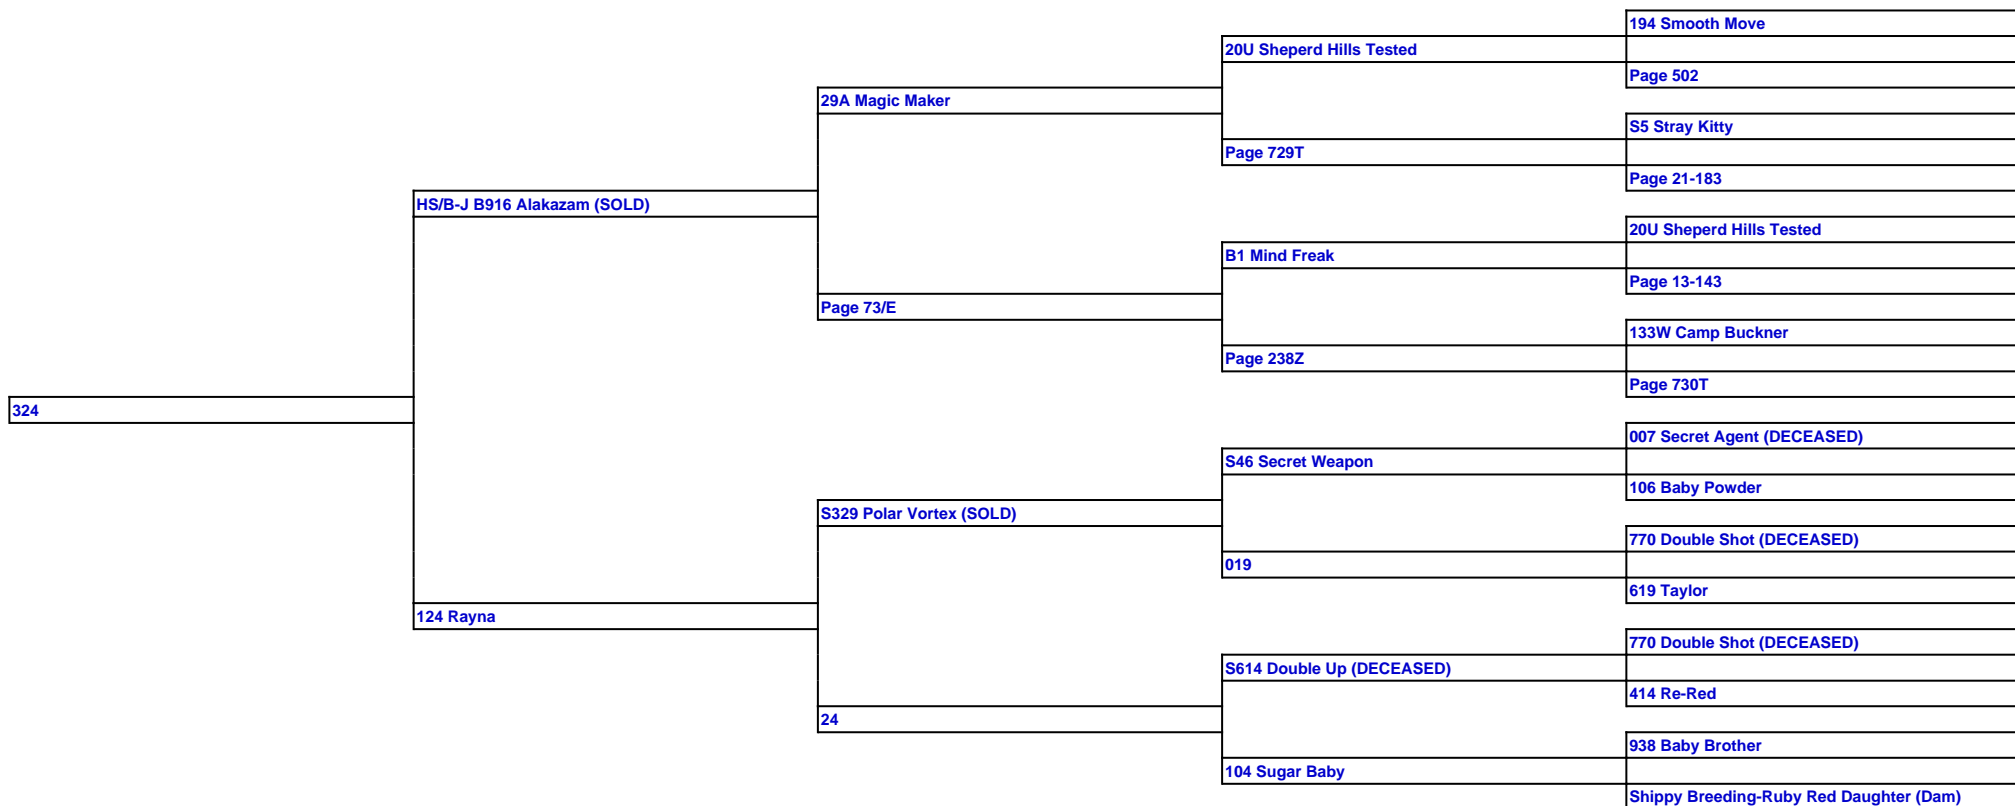 194 Smooth Move
20U Sheperd Hills Tested
Page 502
29A Magic Maker
S5 Stray Kitty
Page 729T
Page 21-183
HS/B-J B916 Alakazam (SOLD)
20U Sheperd Hills Tested
B1 Mind Freak
Page 13-143
Page 73/E
133W Camp Buckner
Page 238Z
Page 730T
324
007 Secret Agent (DECEASED)
S46 Secret Weapon
106 Baby Powder
S329 Polar Vortex (SOLD)
770 Double Shot (DECEASED)
019
619 Taylor
124 Rayna
770 Double Shot (DECEASED)
S614 Double Up (DECEASED)
414 Re-Red
24
938 Baby Brother
104 Sugar Baby
Shippy Breeding-Ruby Red Daughter (Dam)